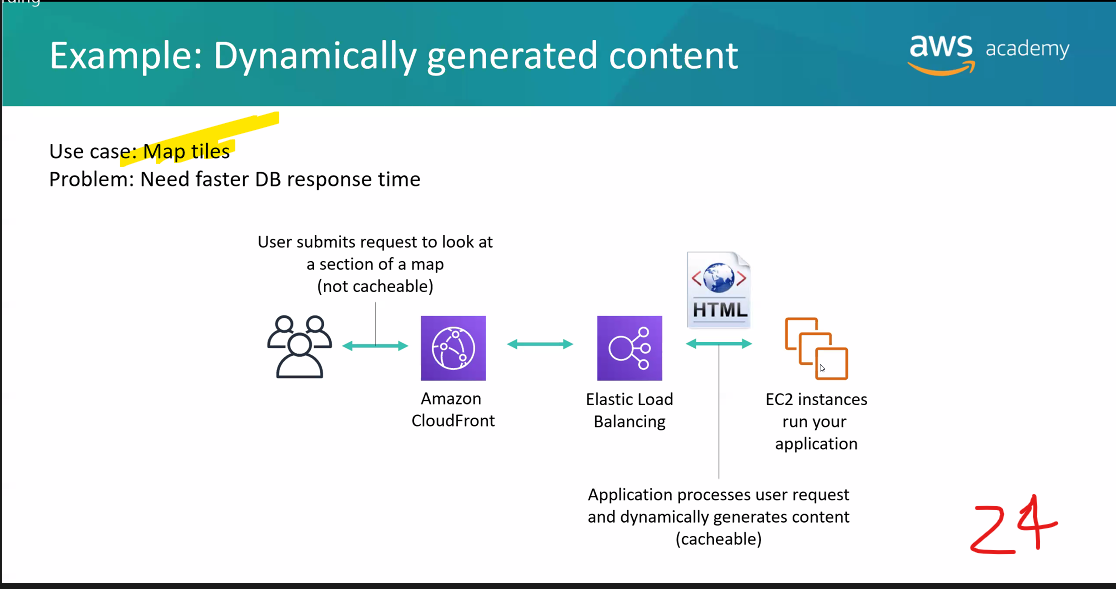 Example: Dynamically generated content
aws academy
Use case: Map tiles
Problem: Need faster DB response time
User submits request to look at
a section of a map
(not cacheable)
HTML
Amazon
CloudFront
Elastic Load
Balancing
EC2 instances
run your
application
Application processes user request
and dynamically generates content
(cacheable)
24